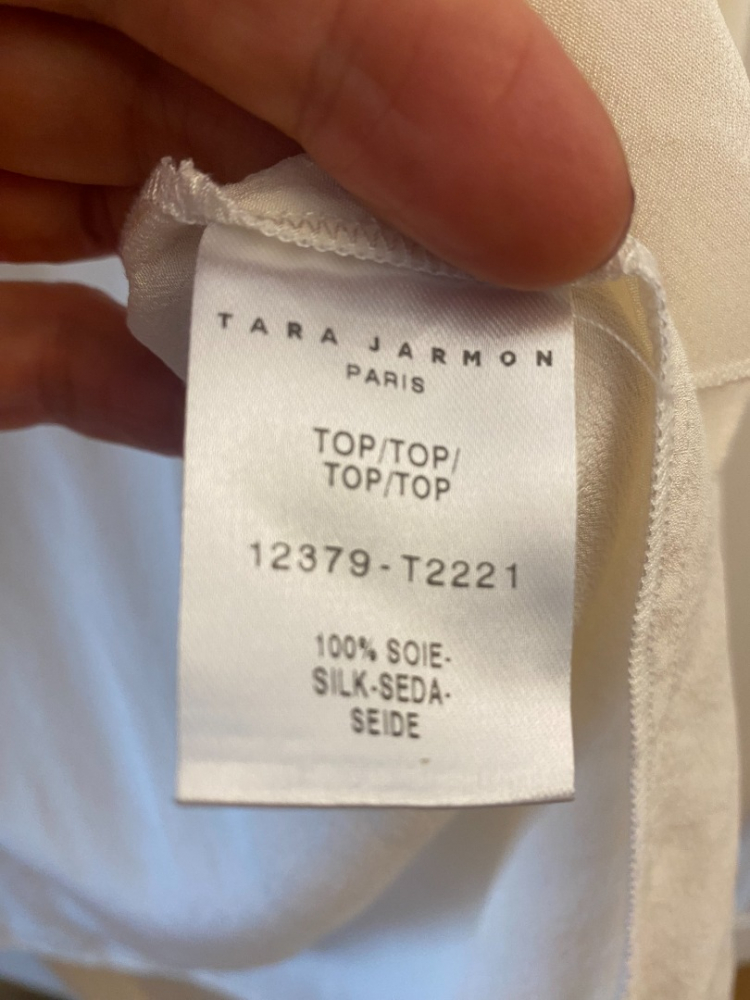 TARA JARMON
PARIS
TOP/TOP/
TOP/TOP
12379-T2221
100% SOIE-
SILK-SEDA-
SEIDE